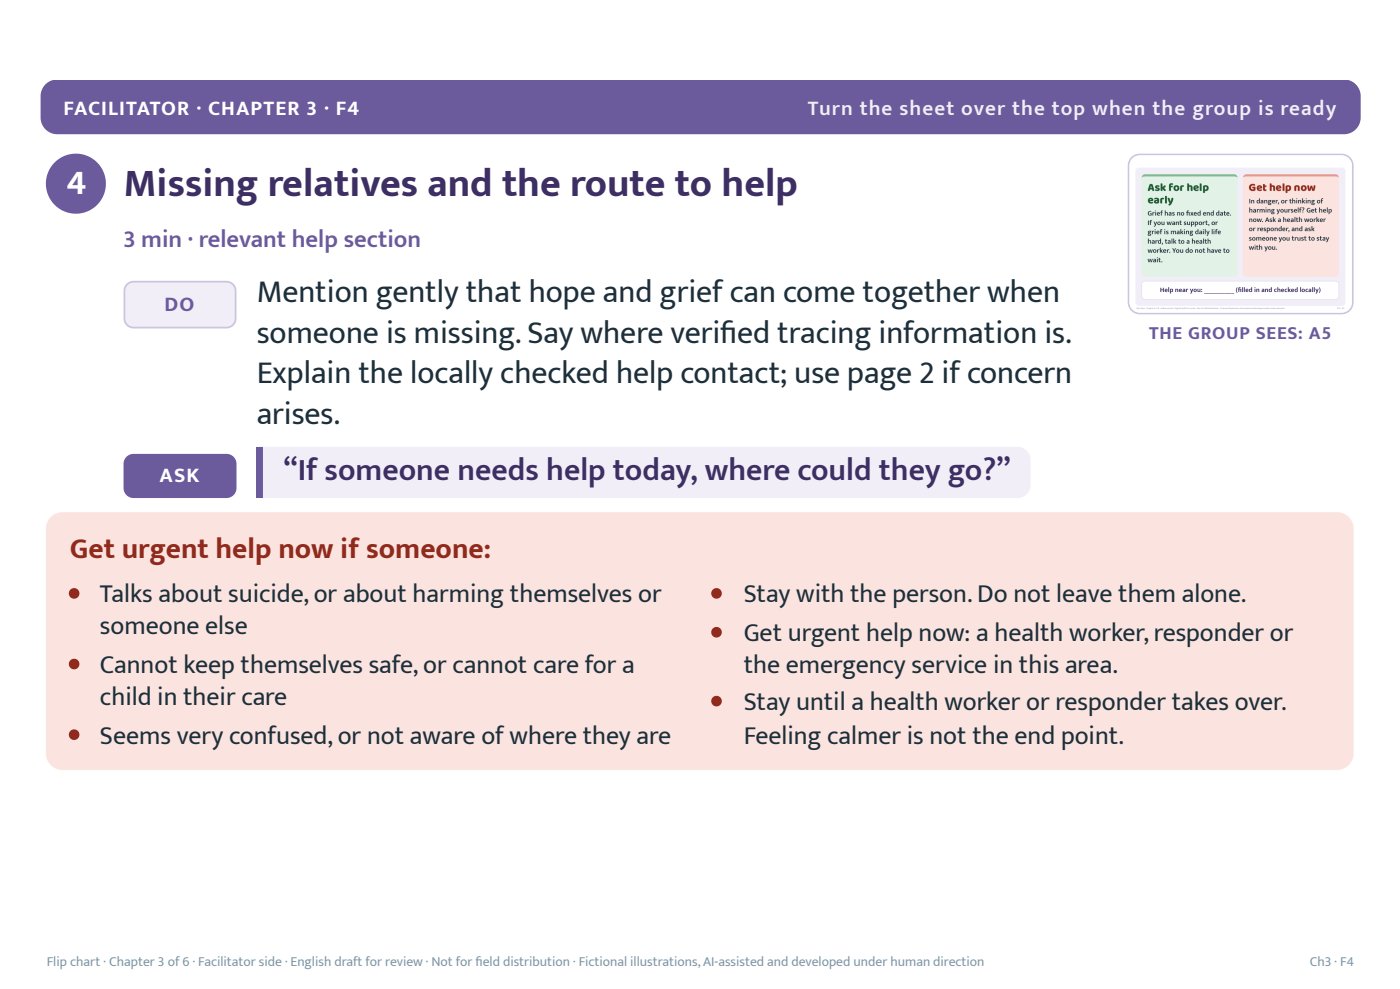 FACILITATOR · CHAPTER 3 · F4
Turn the sheet over the top when the group is ready
4
Missing relatives and the route to help
3 min · relevant help section
DO
Mention gently that hope and grief can come together when
someone is missing. Say where verified tracing information is.
Explain the locally checked help contact; use page 2 if concern
arises.
ASK
“If someone needs help today, where could they go?”
Ask for help
early
Grief has no fixed end date.
If you want support, or
grief is making daily life
hard, talk to a health
worker. You do not have to
wait.
Get help now
In danger, or thinking of
harming yourself? Get help
now. Ask a health worker
or responder, and ask
someone you trust to stay
with you.
Help near you: ________ (filled in and checked locally)
THE GROUP SEES: A5
Get urgent help now if someone:
• Talks about suicide, or about harming themselves or
someone else
• Cannot keep themselves safe, or cannot care for a
child in their care
• Seems very confused, or not aware of where they are
• Stay with the person. Do not leave them alone.
• Get urgent help now: a health worker, responder or
the emergency service in this area.
• Stay until a health worker or responder takes over.
Feeling calmer is not the end point.
Flip chart · Chapter 3 of 6 · Facilitator side · English draft for review · Not for field distribution · Fictional illustrations, AI-assisted and developed under human direction
Ch3 · F4